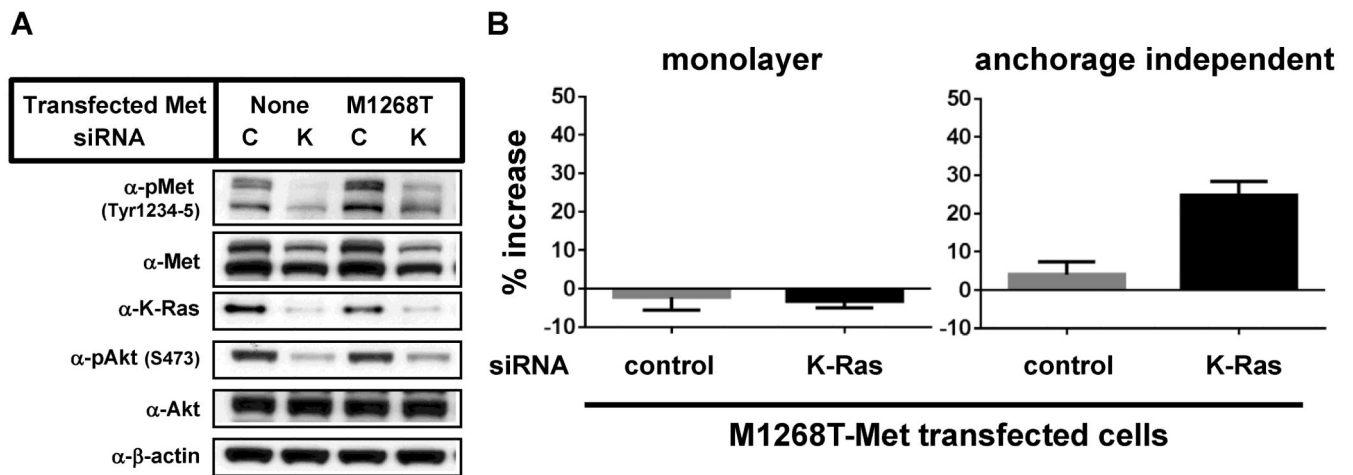 A
Transfected Met None M1268T
siRNA C K C K
α-pMet
(Tyr1234-5)
α-Met
α-K-Ras
α-pAkt (S473)
α-Akt
α-β-actin
B
monolayer
anchorage independent
% increase
50
40
30
20
10
0
-10
50
40
30
20
10
0
-10
siRNA control K-Ras control K-Ras
M1268T-Met transfected cells